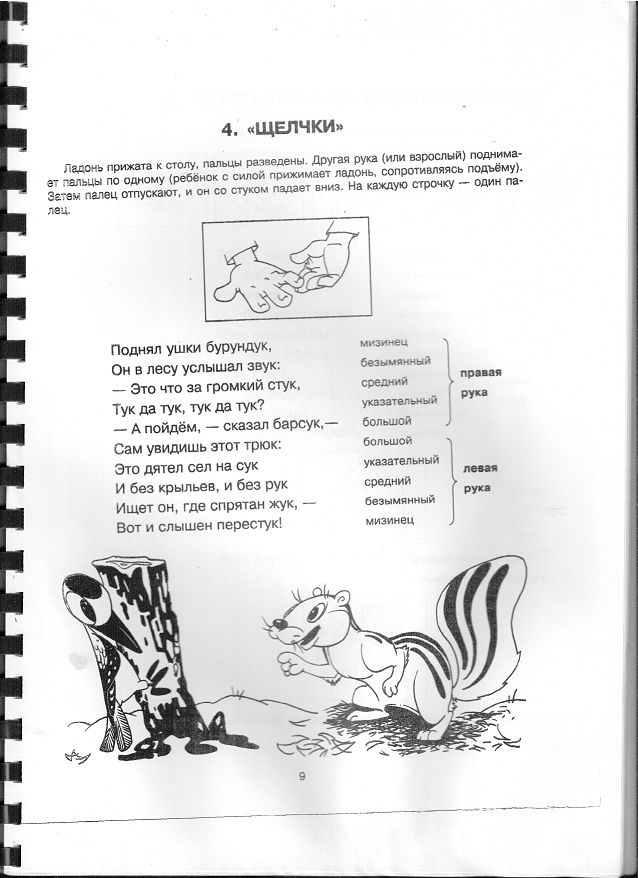 4. «ЩЕЛЧКИ»
Ладонь прижата к столу, пальцы разведены. Другая рука (или взрослый) поднима-
ет пальцы по одному (ребёнок с силой прижимает ладонь, сопротивляясь подъёму).
Затем палец отпускают, и он со стуком падает вниз. На каждую строчку — один па-
лец.
Поднял ушки бурундук, мизинец
Он в лесу услышал звук: безымянный
— Это что за громкий стук, средний
Тук да тук, тук да тук? указательный
— А пойдём, — сказал барсук,— большой
правая
рука
Сам увидишь этот трюк: большой
Это дятел сел на сук указательный
И без крыльев, и без рук средний
Ищет он, где спрятан жук, — безымянный
Вот и слышен перестук! мизинец
левая
рука
9